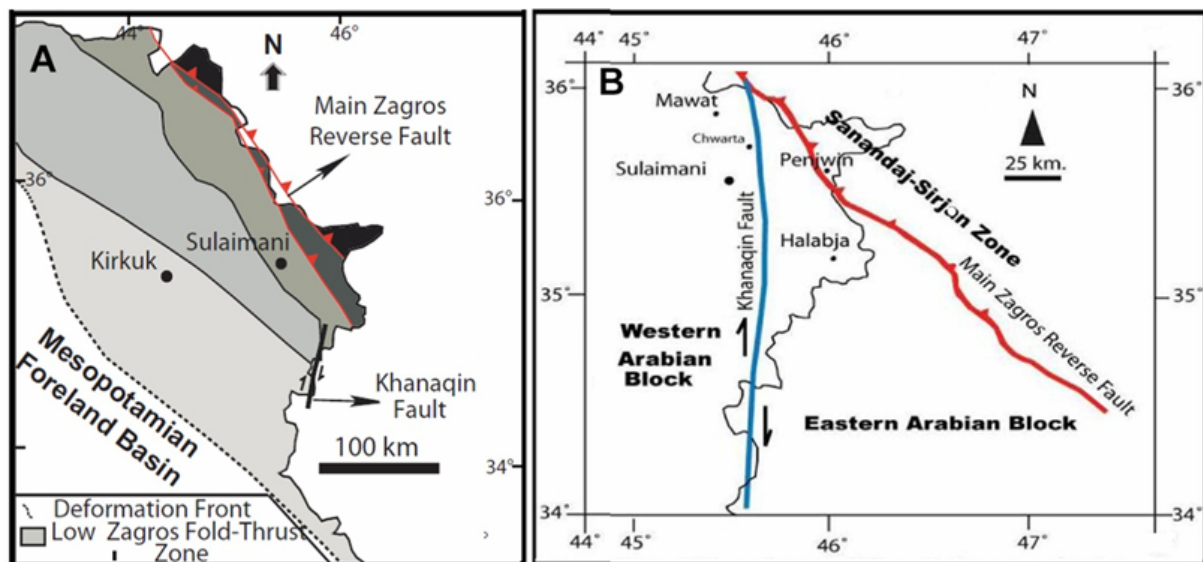 44° 46°
A
N
Main Zagros
Reverse Fault
36°
36°
Sulaimani
Kirkuk
Mesopotamian
Foreland Basin
Khanaqin
Fault
100 km
34°
Deformation Front
Low Zagros Fold-Thrust
Zone
44° 45° 46° 47°
B
36°
36°
N
25 km.
Mawat
Chwarta
Sulaimani
Penjwin
Sanandaj-Sirjan Zone
Khanaqin Fault
Halabja
Main Zagros Reverse Fault
35°
35°
Western
Arabian
Block
Eastern Arabian Block
34°
34°
44° 45° 46° 47°